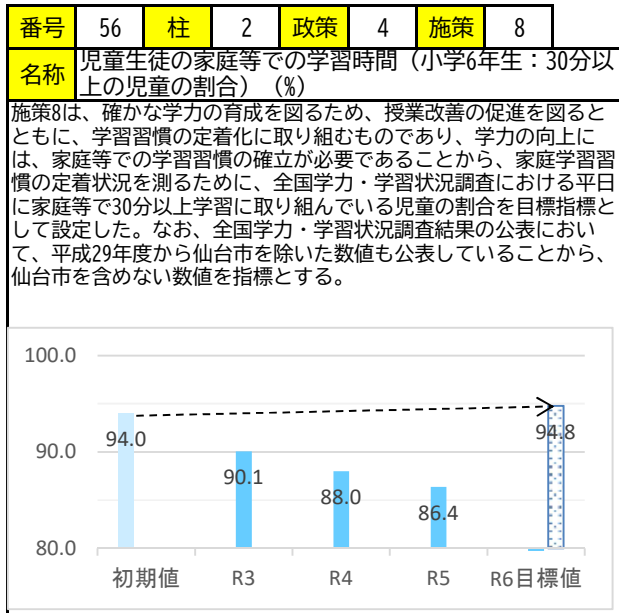 番号 56 柱 2 政策 4 施策 8
名称 児童生徒の家庭等での学習時間（小学6年生：30分以
上の児童の割合）（%）
施策8は、確かな学力の育成を図るため、授業改善の促進を図ると
ともに、学習習慣の定着化に取り組むものであり、学力の向上に
は、家庭等での学習習慣の確立が必要であることから、家庭学習習
慣の定着状況を測るために、全国学力・学習状況調査における平日
に家庭等で30分以上学習に取り組んでいる児童の割合を目標指標と
して設定した。なお、全国学力・学習状況調査結果の公表におい
て、平成29年度から仙台市を除いた数値も公表していることから、
仙台市を含めない数値を指標とする。
100.0
90.0
80.0
94.0
90.1
88.0
86.4
94.8
初期値 R3 R4 R5 R6目標値